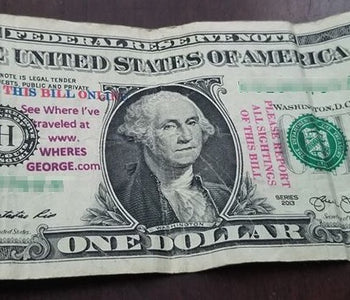 FEDERAL RESERVE NOTE
UNITED STATES OF AMERICA
NOTE IS LEGAL TENDER
DEBTS, PUBLIC AND PRIVATE
THIS BILL ONLY
See Where I've
traveled at
www.
WHERES
GEORGE.com
H
WASHINGTON, D.C.
PLEASE REPORT
ALL SIGHTINGS
OF THIS BILL
SERIES
2013
WASHINGTON
ONE DOLLAR